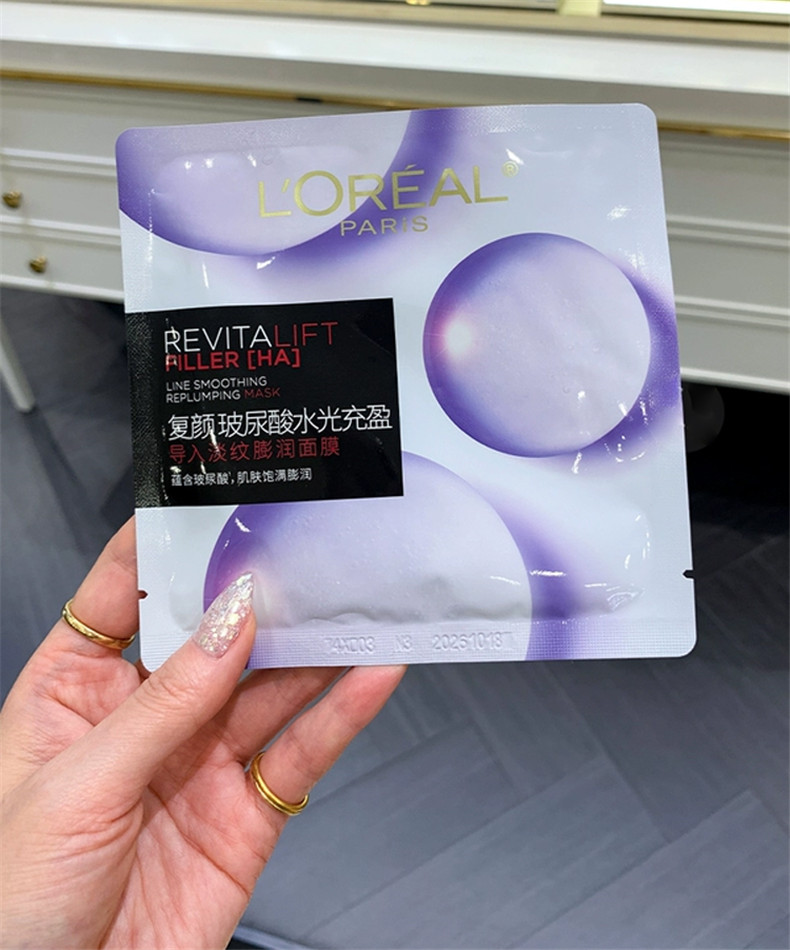 L'ORÉAL®
PARIS
REVITALIFT
FILLER [HA]
LINE SMOOTHING
REPLUMPING MASK
复颜玻尿酸水光充盈
导入淡纹膨润面膜
蕴含玻尿酸，肌肤饱满膨润
4XD03 N3 20261018